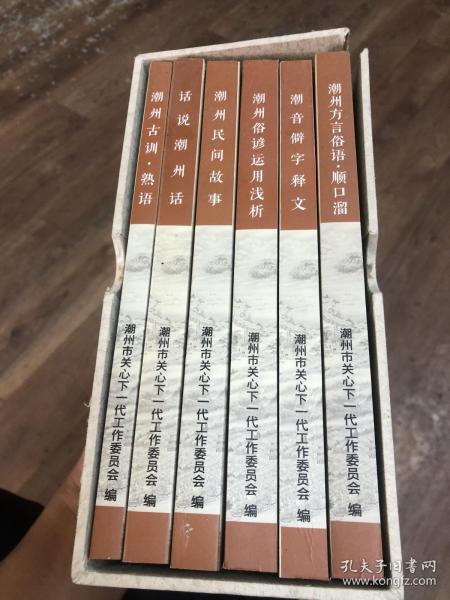 潮州古训·熟语
潮州市关心下一代工作委员会 编
话说潮州话
潮州市关心下一代工作委员会 编
潮州民间故事
潮州市关心下一代工作委员会 编
潮州俗谚运用浅析
潮州市关心下一代工作委员会 编
潮音僻字释文
潮州市关心下一代工作委员会 编
潮州方言俗语·顺口溜
潮州市关心下一代工作委员会 编
孔夫子旧书网
www.kongfz.com